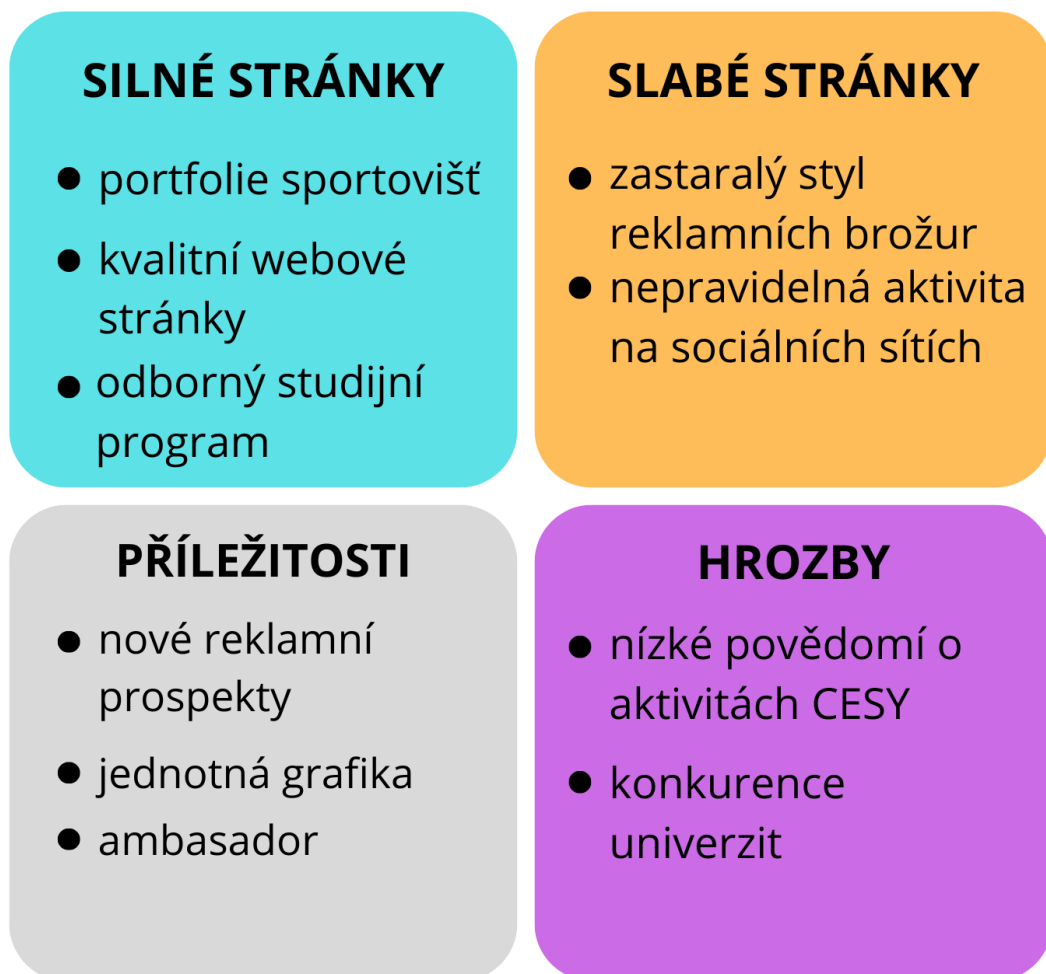 SILNÉ STRÁNKY
● portfolie sportovišť
● kvalitní webové
stránky
● odborný studijní
program
SLABÉ STRÁNKY
● zastaralý styl
reklamních brožur
● nepravidelná aktivita
na sociálních sítích
PŘÍLEŽITOSTI
● nové reklamní
prospekty
● jednotná grafika
● ambasador
HROZBY
● nízké povědomí o
aktivitách CESY
● konkurence
univerzit